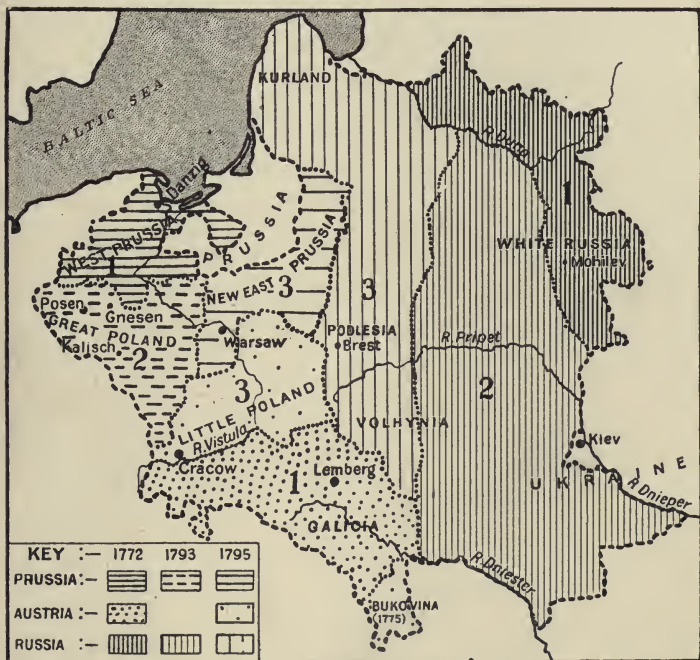 BALTIC SEA
KURLAND
R. Duna
Danzig
WEST PRUSSIA
1
PRUSSIA
1
WHITE RUSSIA
Mohilev
NEW EAST PRUSSIA
3
3
Posen
Gnesen
GREAT POLAND
Kalisch
2
Warsaw
PODLESIA
Brest
R. Pripet
2
3
LITTLE POLAND
R. Vistula
VOLHYNIA
Cracow
1
Lemberg
Kiev
UKRAINE
R. Dnieper
GALICIA
R. Dniester
BUKOVINA
(1775)
KEY :- 1772 1793 1795
PRUSSIA:-
AUSTRIA :-
RUSSIA :-